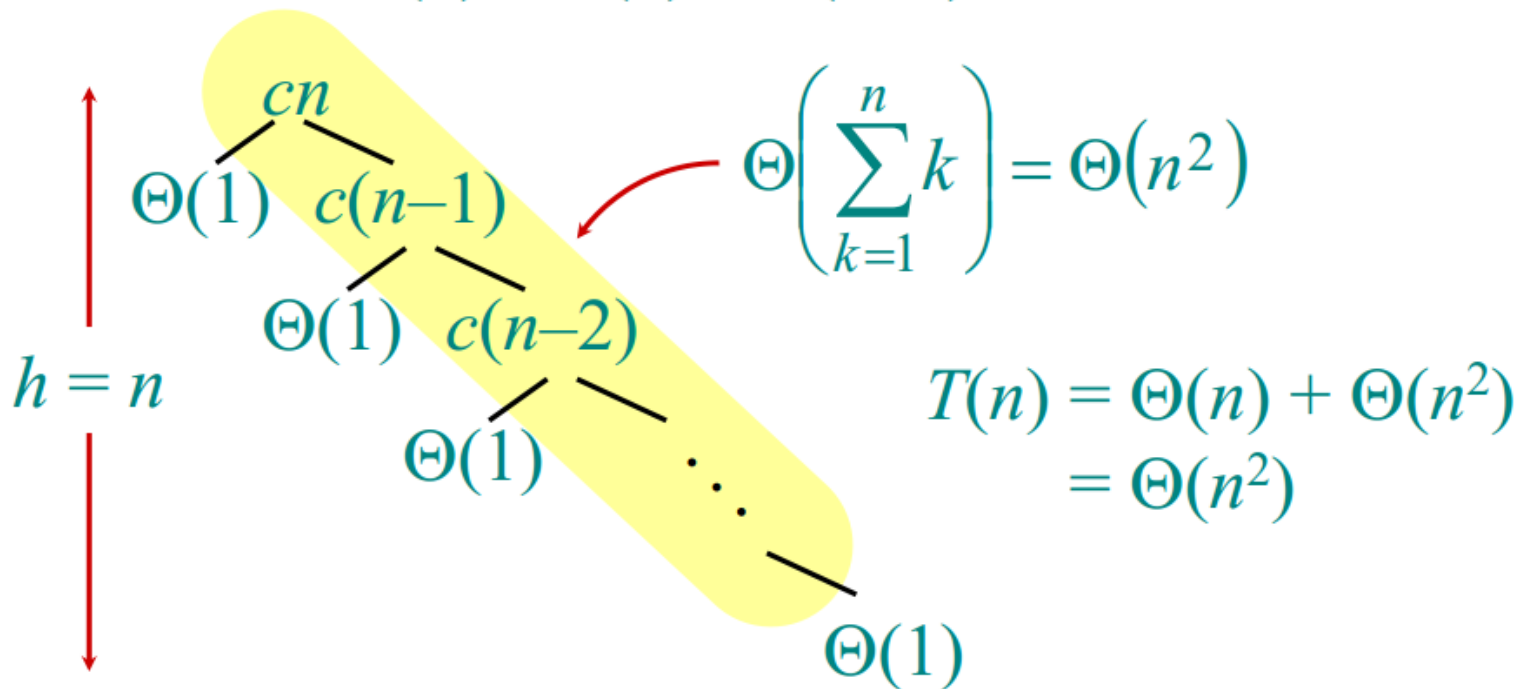 cn
Θ(1) c(n–1)
Θ(1) c(n–2)
Θ(1)
⋱
Θ(1)
h = n
Θ(∑_{k=1}^{n} k) = Θ(n²)
T(n) = Θ(n) + Θ(n²)
= Θ(n²)